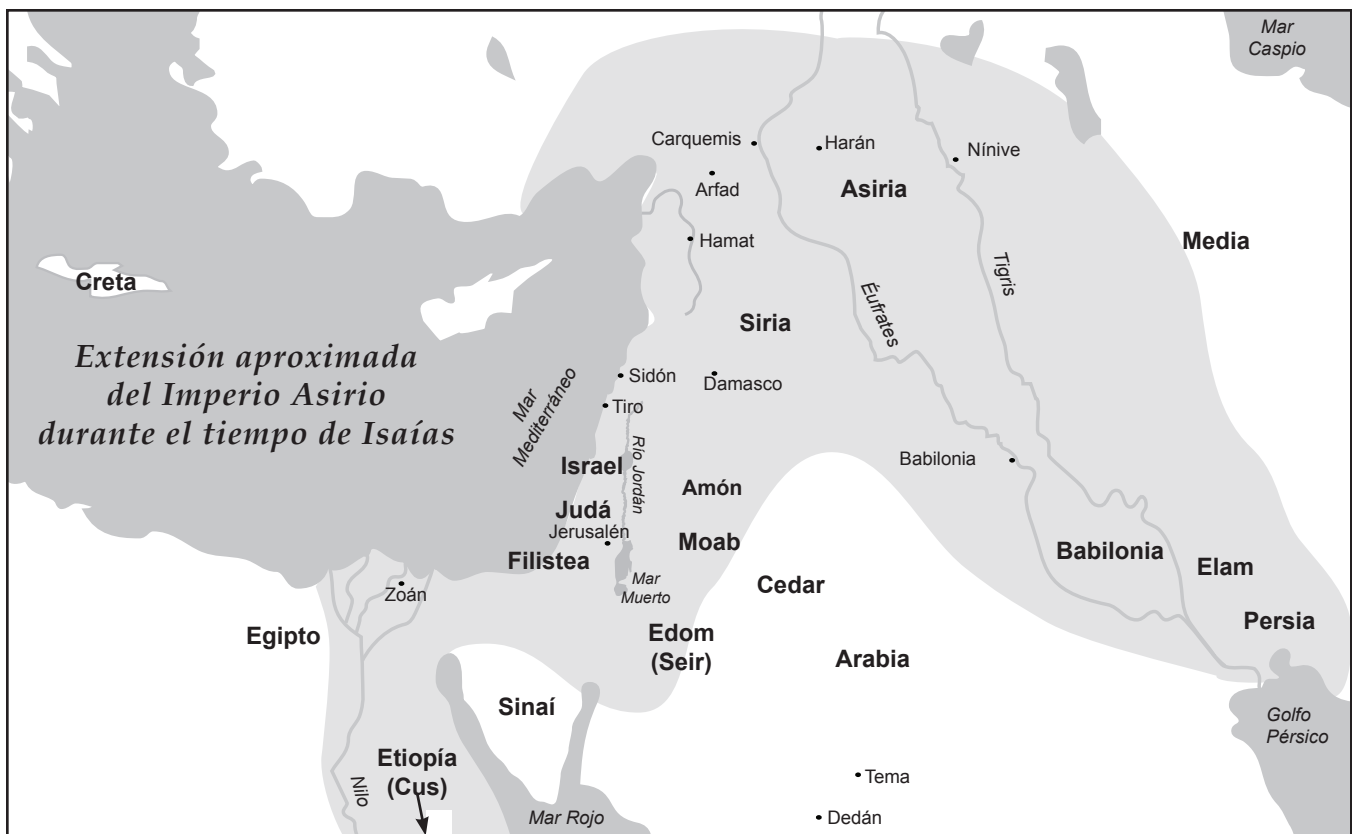 Mar
Caspio
Carquemis
Harán
Nínive
Arfad
Asiria
Hamat
Media
Creta
Tigris
Éufrates
Siria
Extensión aproximada
del Imperio Asirio
durante el tiempo de Isaías
Mar
Mediterráneo
Sidón
Damasco
Tiro
Río Jordán
Israel
Babilonia
Amón
Judá
Jerusalén
Moab
Filistea
Babilonia
Elam
Mar
Muerto
Cedar
Zoán
Egipto
Edom
(Seir)
Persia
Arabia
Sinaí
Golfo
Pérsico
Etiopía
(Cus)
Nilo
Tema
Mar Rojo
Dedán